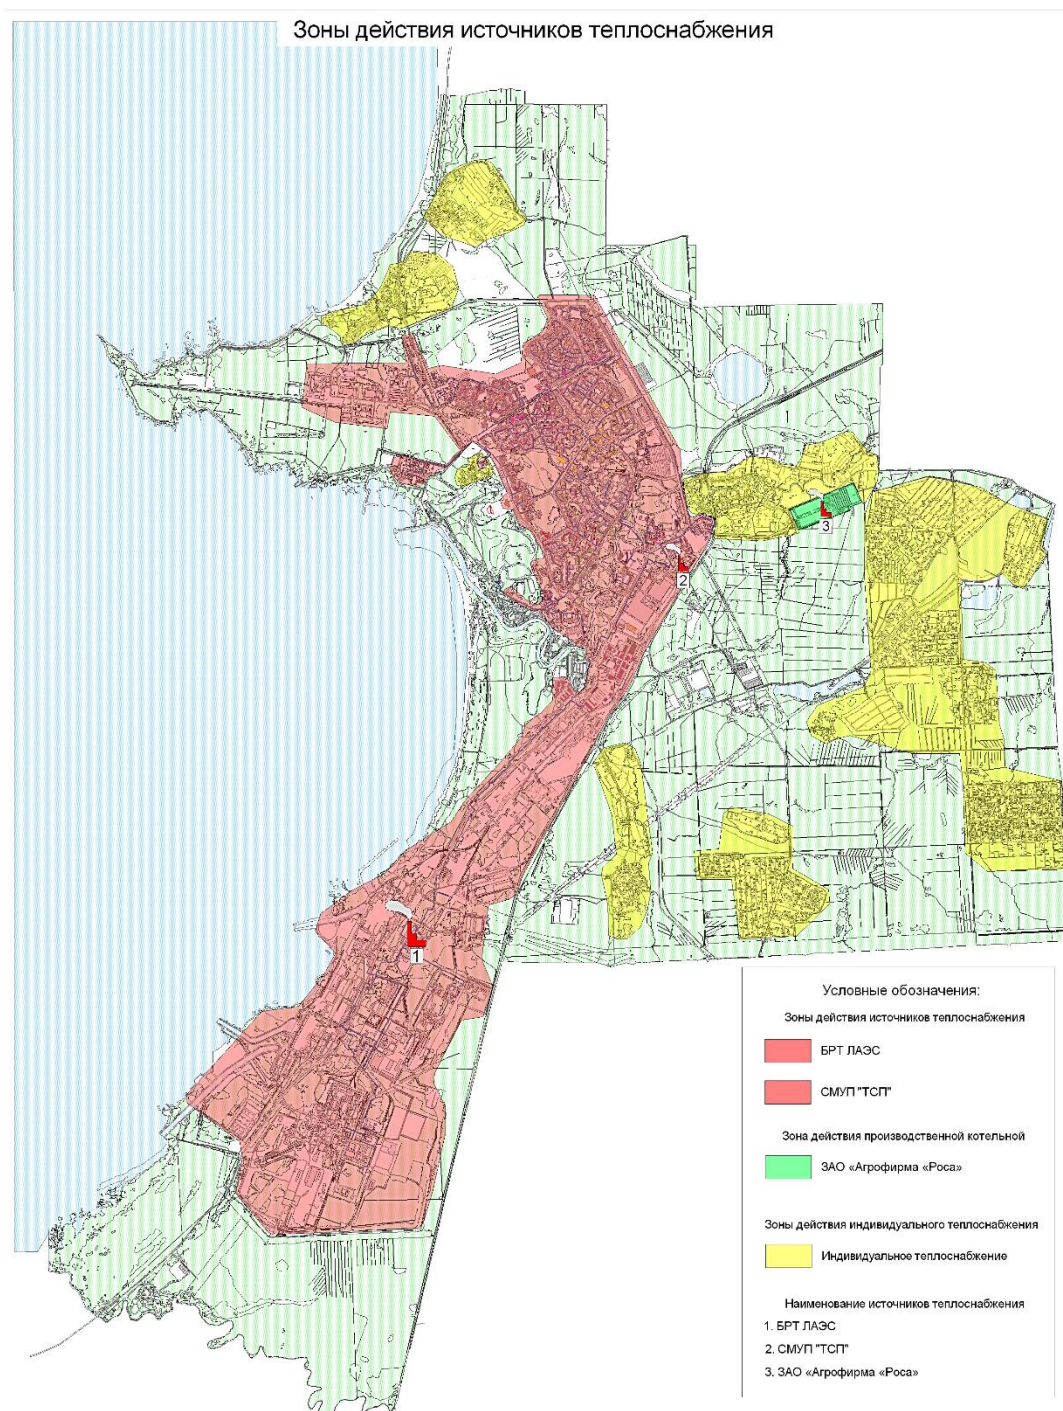 Зоны действия источников теплоснабжения
3
2
1
Условные обозначения:
Зоны действия источников теплоснабжения
БРТ ЛАЭС
СМУП "ТСП"
Зона действия производственной котельной
ЗАО «Агрофирма «Роса»
Зоны действия индивидуального теплоснабжения
Индивидуальное теплоснабжение
Наименование источников теплоснабжения
1. БРТ ЛАЭС
2. СМУП "ТСП"
3. ЗАО «Агрофирма «Роса»